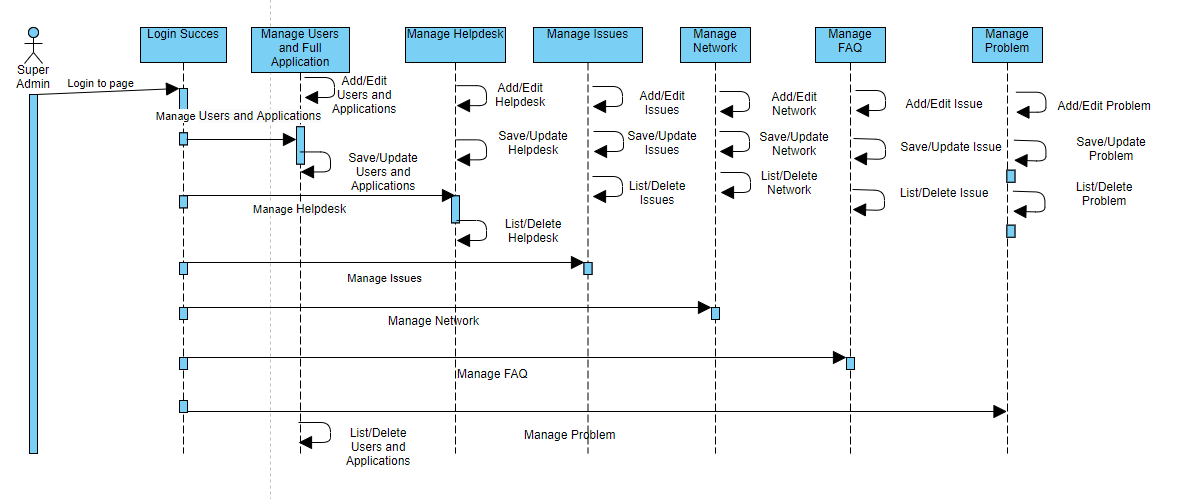 Login Succes
Manage Users
and Full
Application
Manage Helpdesk
Manage Issues
Manage
Network
Manage
FAQ
Manage
Problem
Super
Admin
Login to page
Add/Edit
Users and
Applications
Add/Edit
Helpdesk
Add/Edit
Issues
Add/Edit
Network
Add/Edit Issue
Add/Edit Problem
Manage Users and Applications
Save/Update
Users and
Applications
Save/Update
Helpdesk
Save/Update
Issues
Save/Update
Network
Save/Update Issue
Save/Update
Problem
List/Delete
Issues
List/Delete
Network
List/Delete Issue
List/Delete
Problem
Manage Helpdesk
List/Delete
Helpdesk
Manage Issues
Manage Network
Manage FAQ
Manage Problem
List/Delete
Users and
Applications